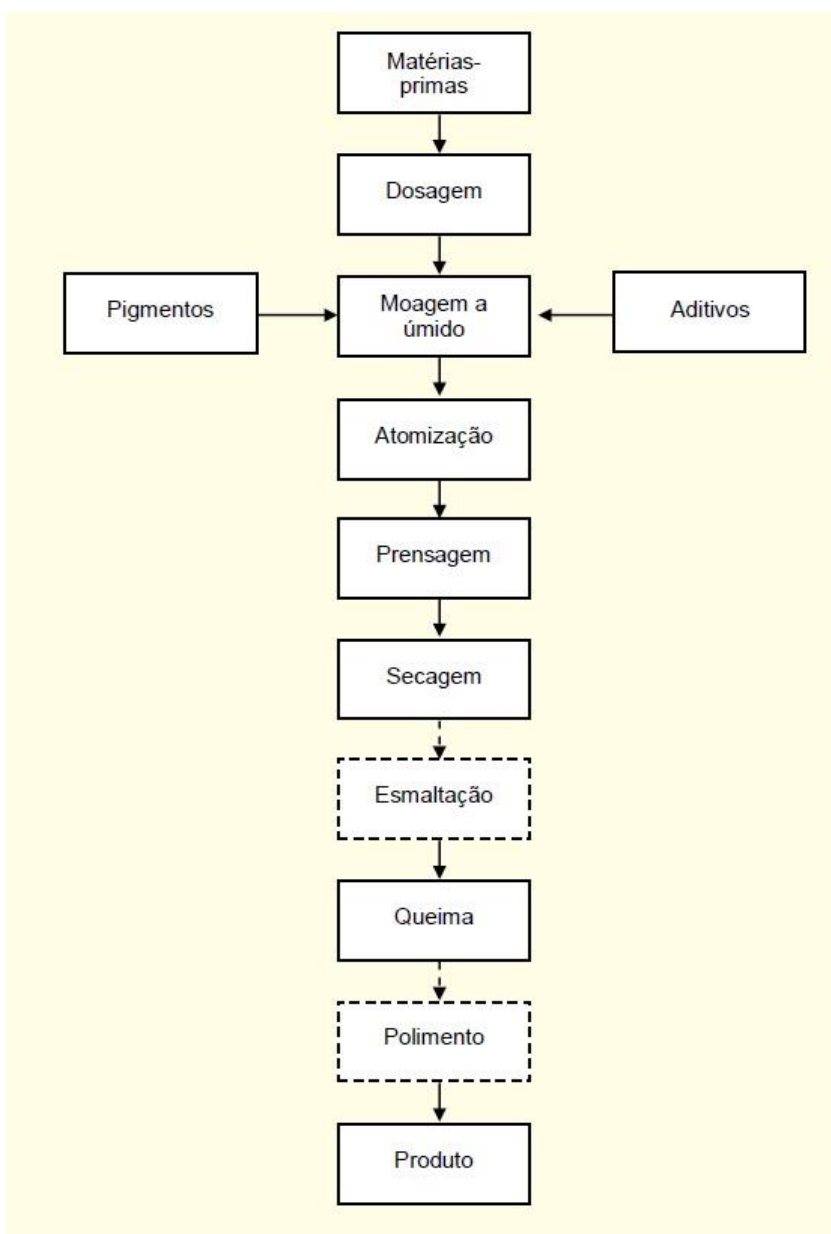 Matérias-
primas
Dosagem
Pigmentos
Moagem a
úmido
Aditivos
Atomização
Prensagem
Secagem
Esmaltação
Queima
Polimento
Produto